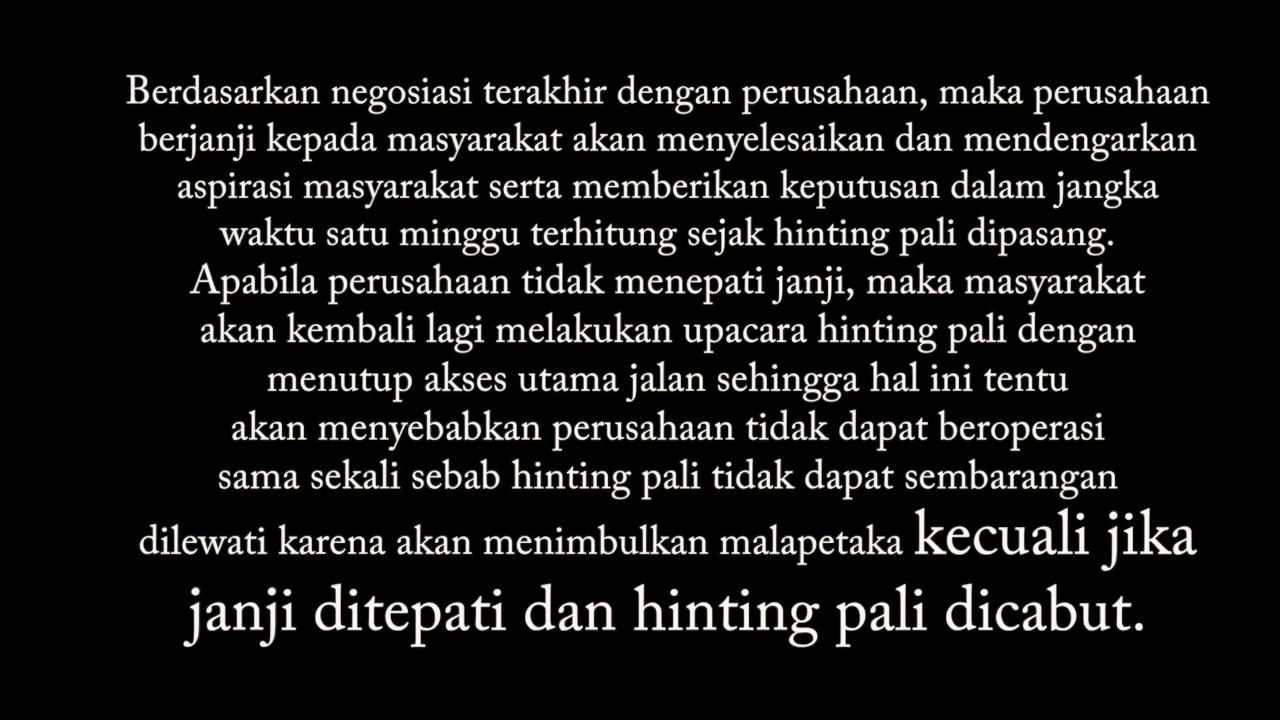 Berdasarkan negosiasi terakhir dengan perusahaan, maka perusahaan
berjanji kepada masyarakat akan menyelesaikan dan mendengarkan
aspirasi masyarakat serta memberikan keputusan dalam jangka
waktu satu minggu terhitung sejak hinting pali dipasang.
Apabila perusahaan tidak menepati janji, maka masyarakat
akan kembali lagi melakukan upacara hinting pali dengan
menutup akses utama jalan sehingga hal ini tentu
akan menyebabkan perusahaan tidak dapat beroperasi
sama sekali sebab hinting pali tidak dapat sembarangan
dilewati karena akan menimbulkan malapetaka kecuali jika
janji ditepati dan hinting pali dicabut.